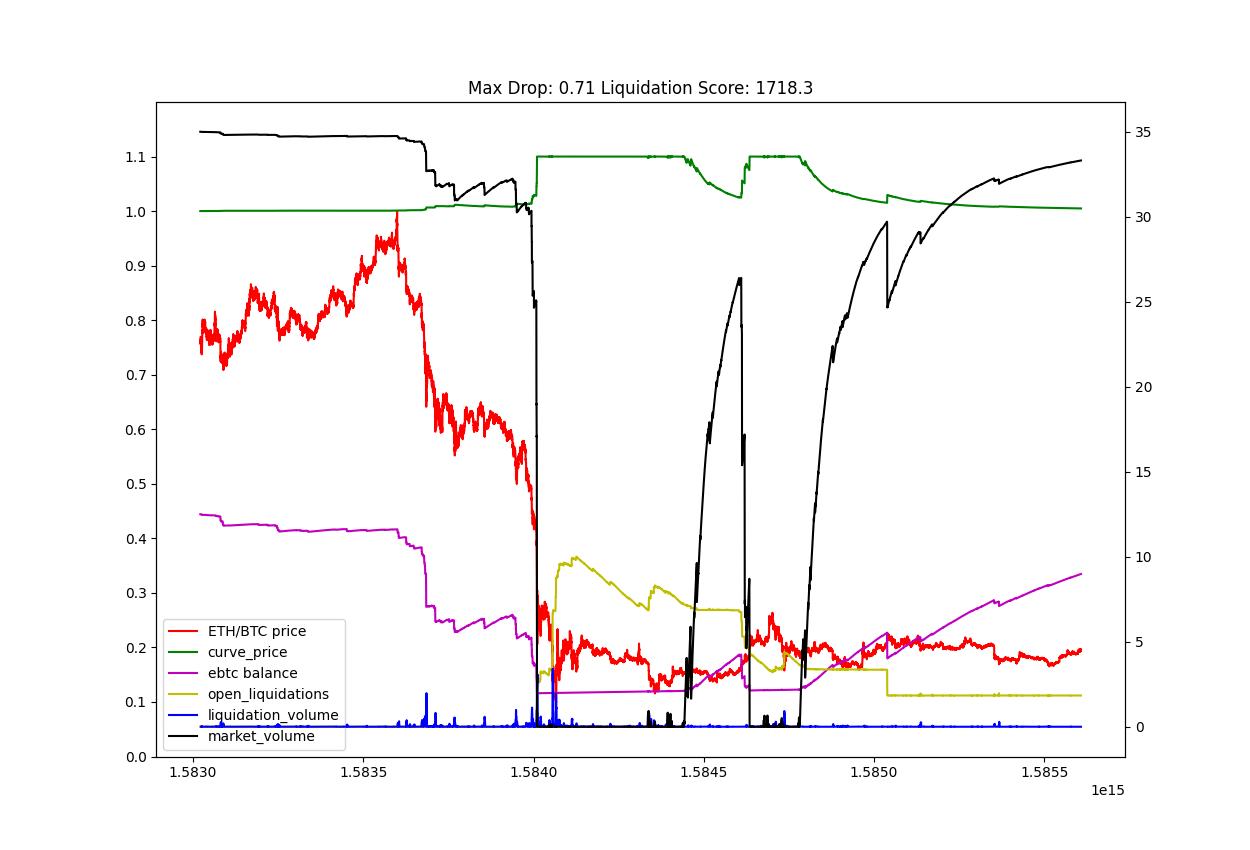 Max Drop: 0.71 Liquidation Score: 1718.3
1.1
1.0
0.9
0.8
0.7
0.6
0.5
0.4
0.3
0.2
0.1
0.0
35
30
25
20
15
10
5
0
ETH/BTC price
curve_price
ebtc balance
open_liquidations
liquidation_volume
market_volume
1.5830 1.5835 1.5840 1.5845 1.5850 1.5855
1e15